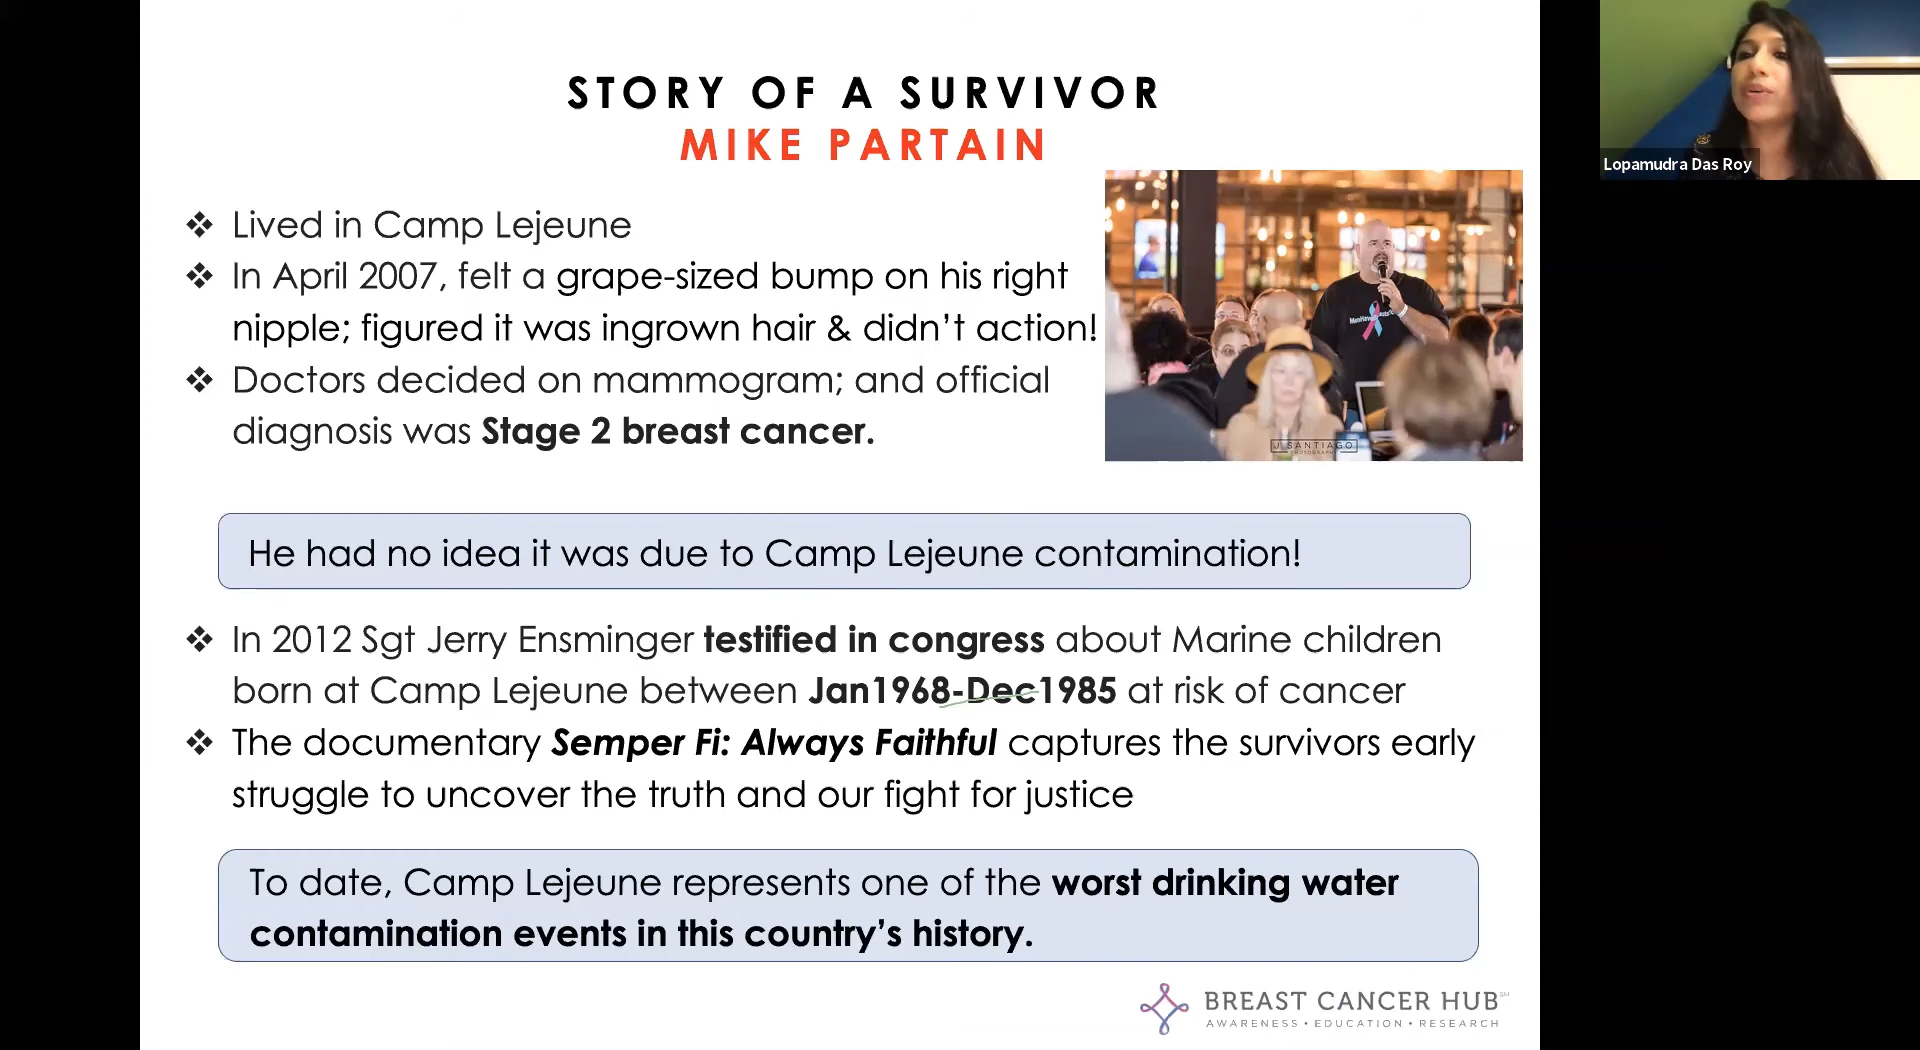 STORY OF A SURVIVOR
MIKE PARTAIN
Lopamudra Das Roy
❖ Lived in Camp Lejeune
❖ In April 2007, felt a grape-sized bump on his right
nipple; figured it was ingrown hair & didn’t action!
❖ Doctors decided on mammogram; and official
diagnosis was Stage 2 breast cancer.
J SANTIAGO
PHOTOGRAPHY
He had no idea it was due to Camp Lejeune contamination!
❖ In 2012 Sgt Jerry Ensminger testified in congress about Marine children
born at Camp Lejeune between Jan1968-Dec1985 at risk of cancer
❖ The documentary Semper Fi: Always Faithful captures the survivors early
struggle to uncover the truth and our fight for justice
To date, Camp Lejeune represents one of the worst drinking water
contamination events in this country’s history.
BREAST CANCER HUB℠
AWARENESS • EDUCATION • RESEARCH